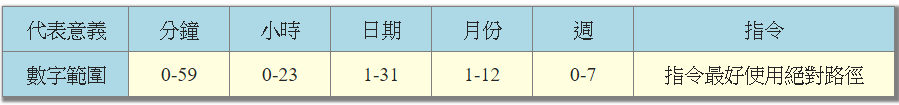 代表意義 分鐘 小時 日期 月份 週 指令
數字範圍 0-59 0-23 1-31 1-12 0-7 指令最好使用絕對路徑